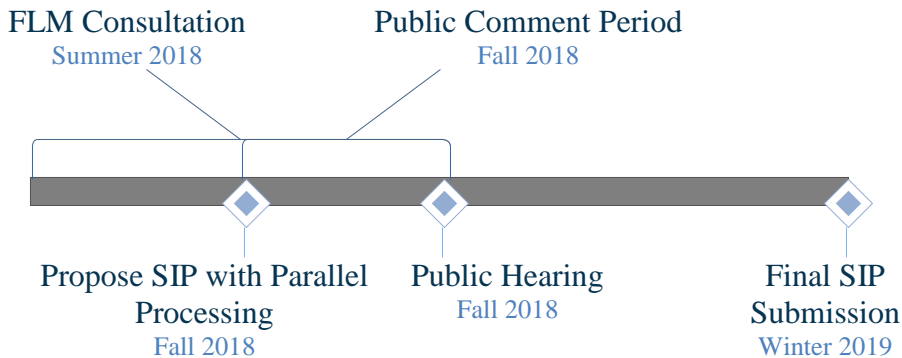 FLM Consultation
Summer 2018
Public Comment Period
Fall 2018
Propose SIP with Parallel
Processing
Fall 2018
Public Hearing
Fall 2018
Final SIP
Submission
Winter 2019